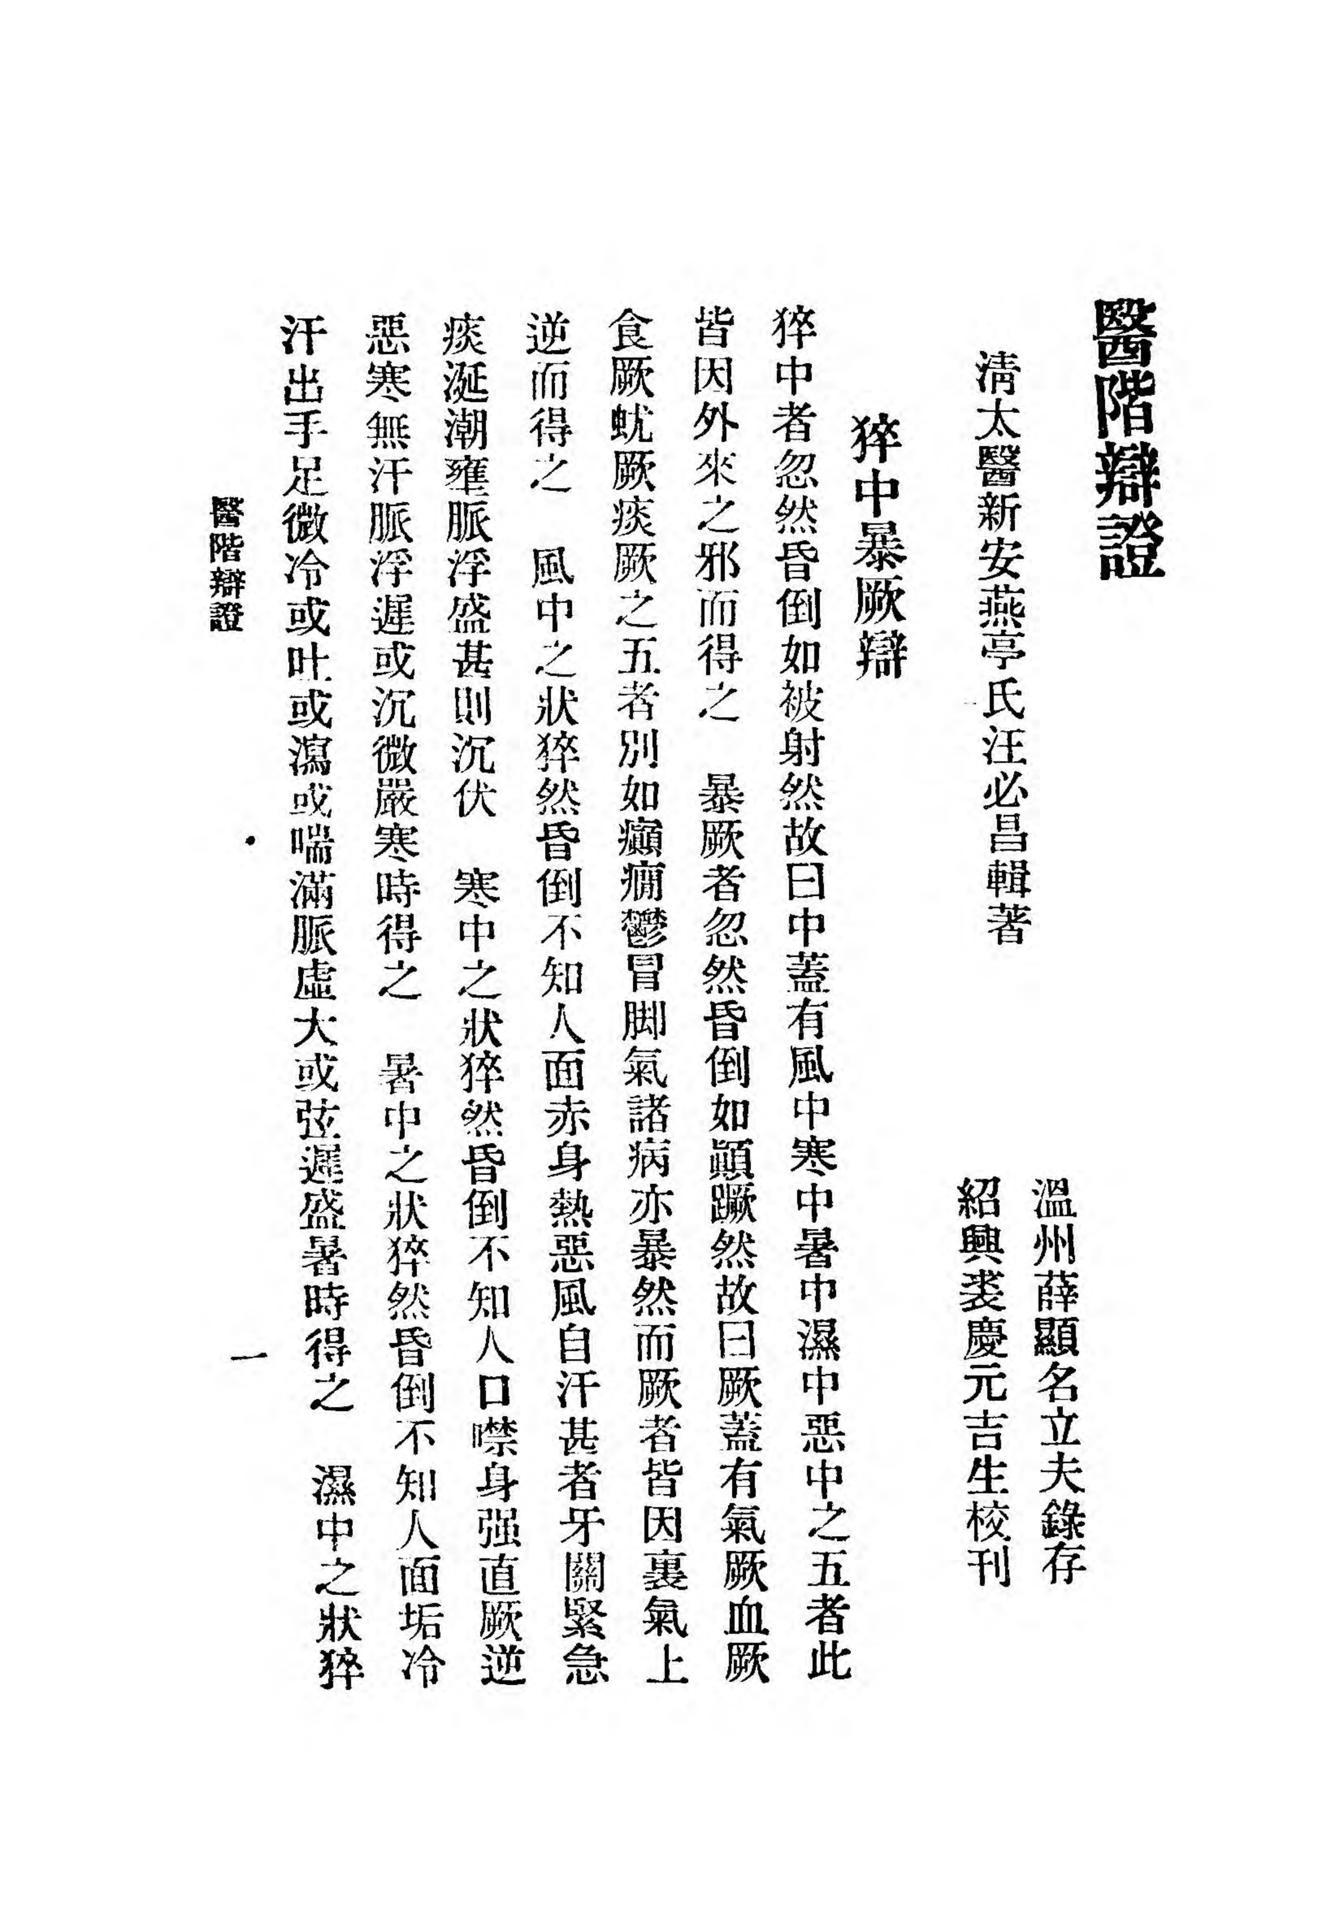 醫階辯證
清太醫新安燕亭氏汪必昌輯著
溫州薛顯名立夫錄存
紹興裘慶元吉生校刊
猝中暴厥辯
猝中者忽然昏倒如被射然故曰中蓋有風中寒中暑中濕中惡中之五者此
皆因外來之邪而得之　暴厥者忽然昏倒如顚蹶然故曰厥蓋有氣厥血厥
食厥蚘厥痰厥之五者別如癲癇鬱冒脚氣諸病亦暴然而厥者皆因裏氣上
逆而得之　風中之狀猝然昏倒不知人面赤身熱惡風自汗甚者牙關緊急
痰涎潮壅脈浮盛甚則沉伏　寒中之狀猝然昏倒不知人口噤身强直厥逆
惡寒無汗脈浮遲或沉微嚴寒時得之　暑中之狀猝然昏倒不知人面垢冷
汗出手足微冷或吐或瀉或喘滿脈虛大或弦遲盛暑時得之　濕中之狀猝
醫階辯證
一